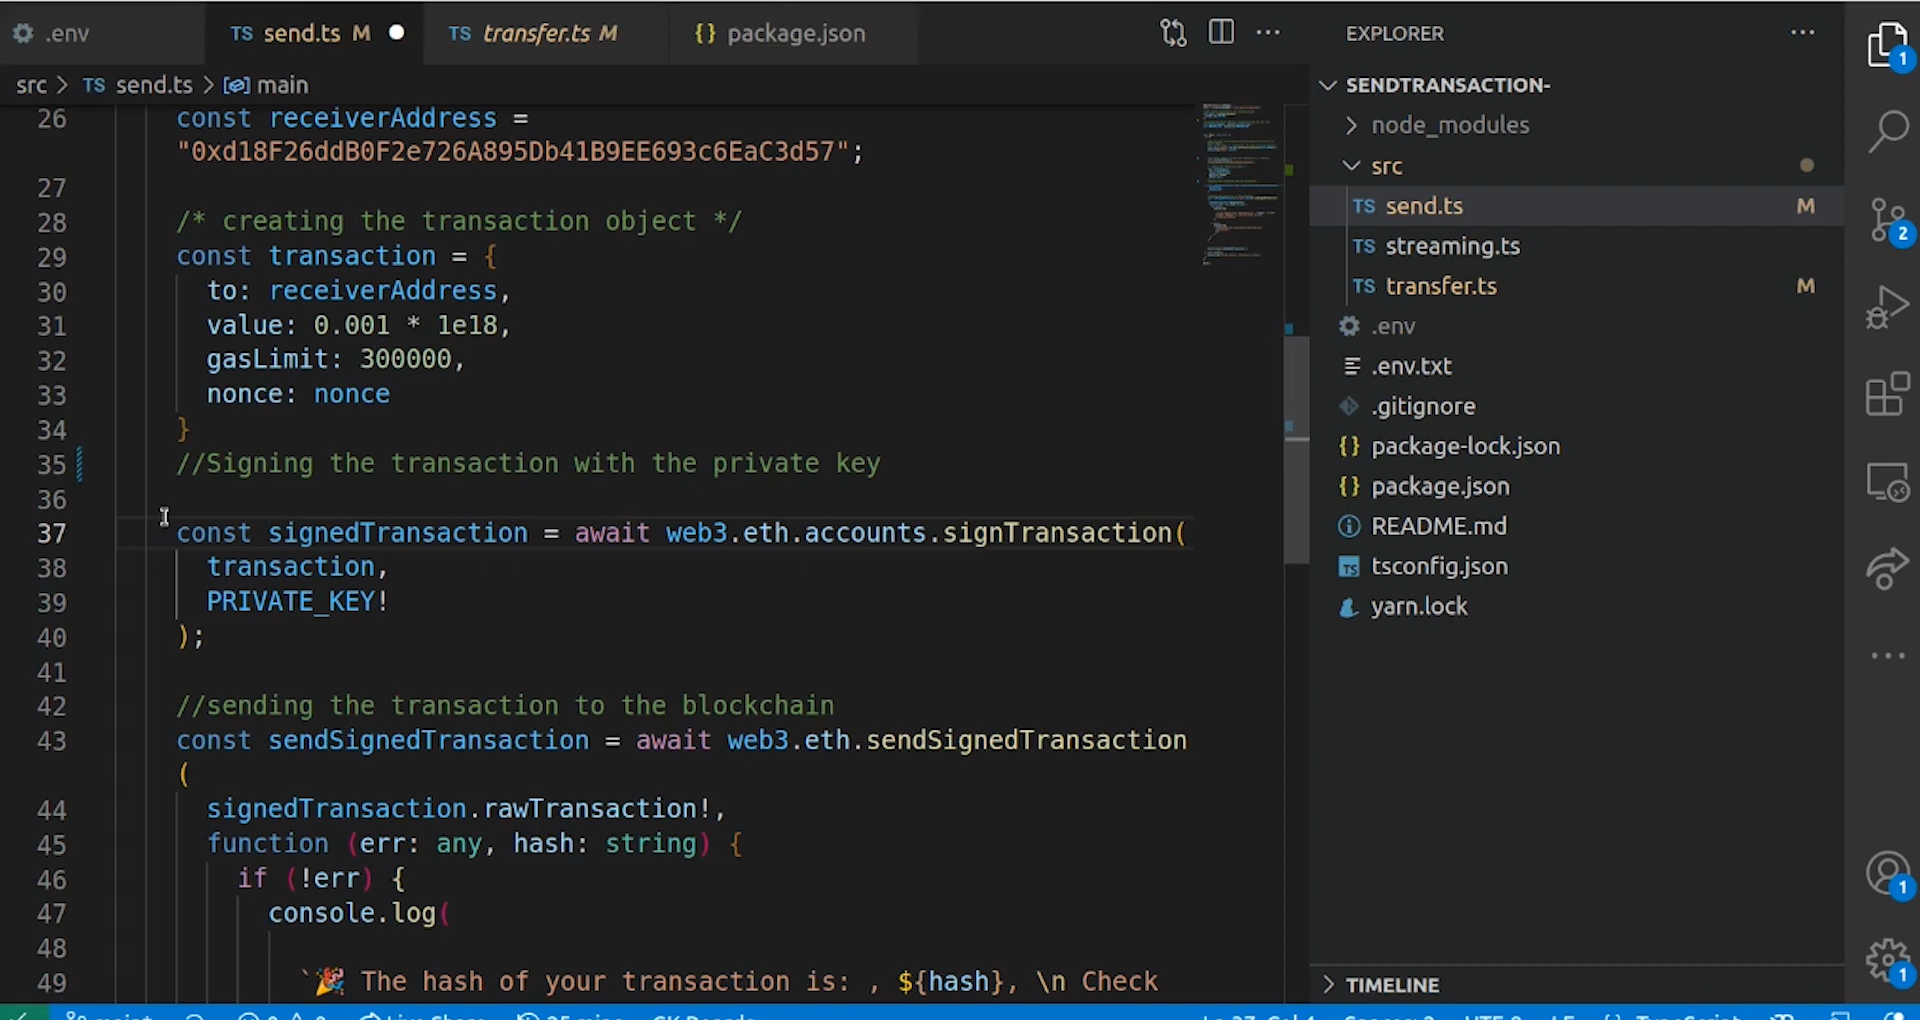 .env
TS send.ts M
TS transfer.ts M
{} package.json
EXPLORER
src > TS send.ts > main
26 const receiverAddress =
"0xd18F26ddB0F2e726A895Db41B9EE693c6EaC3d57";
27
28 /* creating the transaction object */
29 const transaction = {
30 to: receiverAddress,
31 value: 0.001 * 1e18,
32 gasLimit: 300000,
33 nonce: nonce
34 }
35 //Signing the transaction with the private key
36
37 const signedTransaction = await web3.eth.accounts.signTransaction(
38 transaction,
39 PRIVATE_KEY!
40 );
41
42 //sending the transaction to the blockchain
43 const sendSignedTransaction = await web3.eth.sendSignedTransaction
(
44 signedTransaction.rawTransaction!,
45 function (err: any, hash: string) {
46 if (!err) {
47 console.log(
48
49 `🎉 The hash of your transaction is: , ${hash}, \n Check
SENDTRANSACTION-
node_modules
src
TS send.ts M
TS streaming.ts
TS transfer.ts M
.env
.env.txt
.gitignore
{} package-lock.json
{} package.json
README.md
TS tsconfig.json
yarn.lock
TIMELINE
1
2
1
1